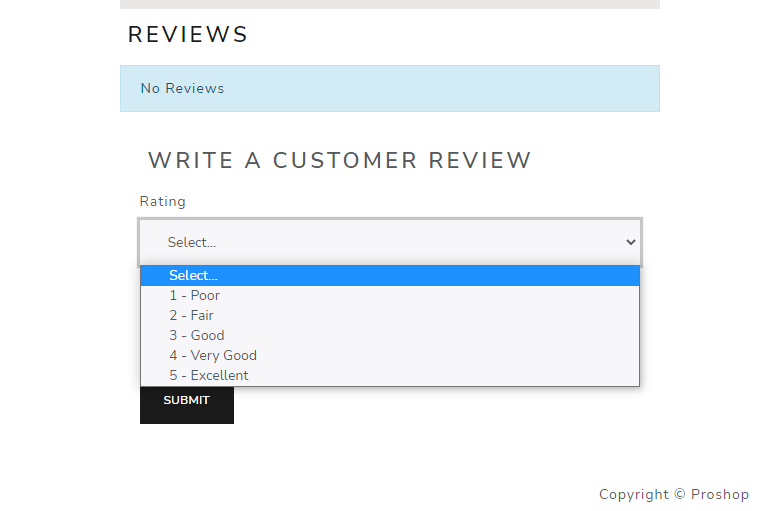 REVIEWS
No Reviews
WRITE A CUSTOMER REVIEW
Rating
Select...
Select...
1 - Poor
2 - Fair
3 - Good
4 - Very Good
5 - Excellent
SUBMIT
Copyright © Proshop